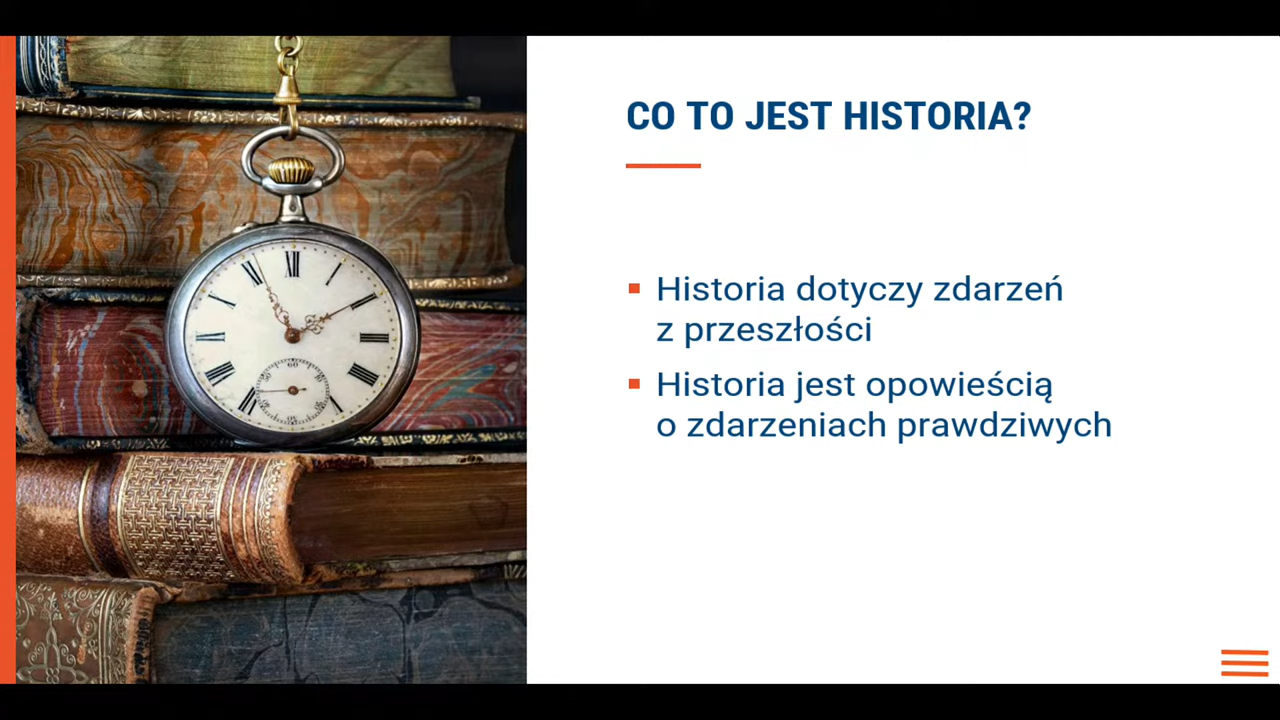 CO TO JEST HISTORIA?
Historia dotyczy zdarzeń
z przeszłości
Historia jest opowieścią
o zdarzeniach prawdziwych